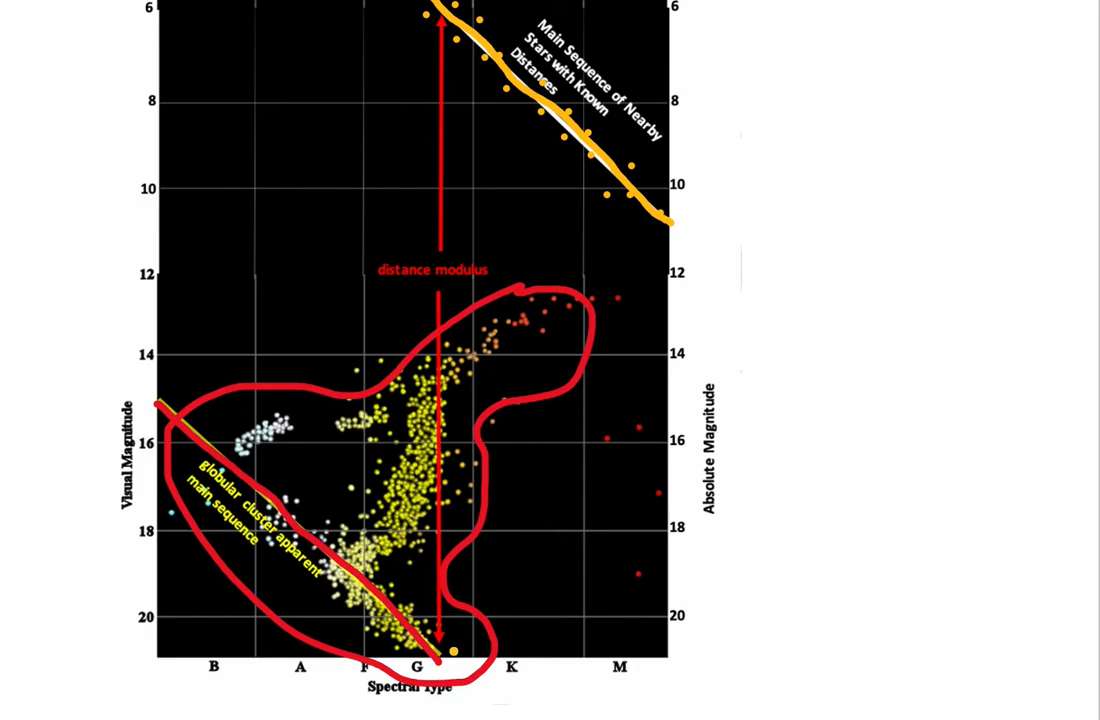 6
6
Main Sequence of Nearby
Stars with Known
Distances
8
8
10
10
distance modulus
12
12
14
14
Visual Magnitude
Absolute Magnitude
16
16
globular cluster apparent
main sequence
18
18
20
20
B A F G K M
Spectral Type